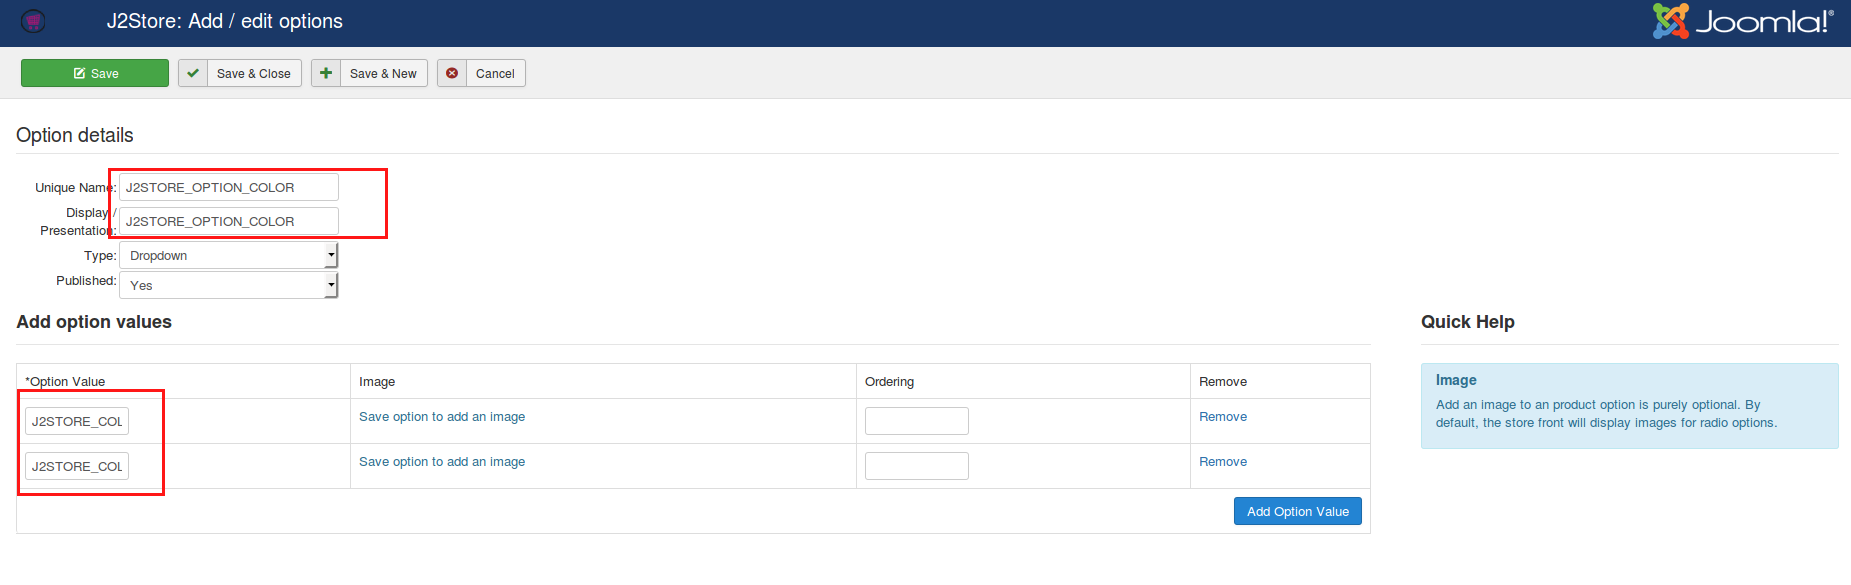 J2Store: Add / edit options
Joomla!®
Save
Save & Close
Save & New
Cancel
Option details
Unique Name: J2STORE_OPTION_COLOR
Display /
Presentation: J2STORE_OPTION_COLOR
Type: Dropdown
Published: Yes
Add option values
Quick Help
*Option Value Image Ordering Remove
J2STORE_COL Save option to add an image Remove
J2STORE_COL Save option to add an image Remove
Add Option Value
Image
Add an image to an product option is purely optional. By
default, the store front will display images for radio options.